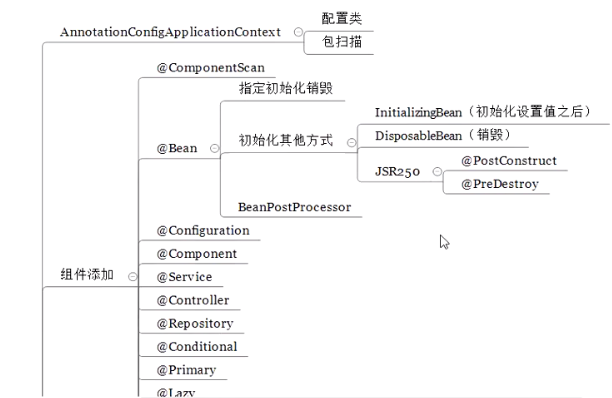 AnnotationConfigApplicationContext
配置类
包扫描
组件添加
@ComponentScan
@Bean
指定初始化销毁
初始化其他方式
InitializingBean（初始化设置值之后）
DisposableBean（销毁）
JSR250
@PostConstruct
@PreDestroy
BeanPostProcessor
@Configuration
@Component
@Service
@Controller
@Repository
@Conditional
@Primary
@Lazy